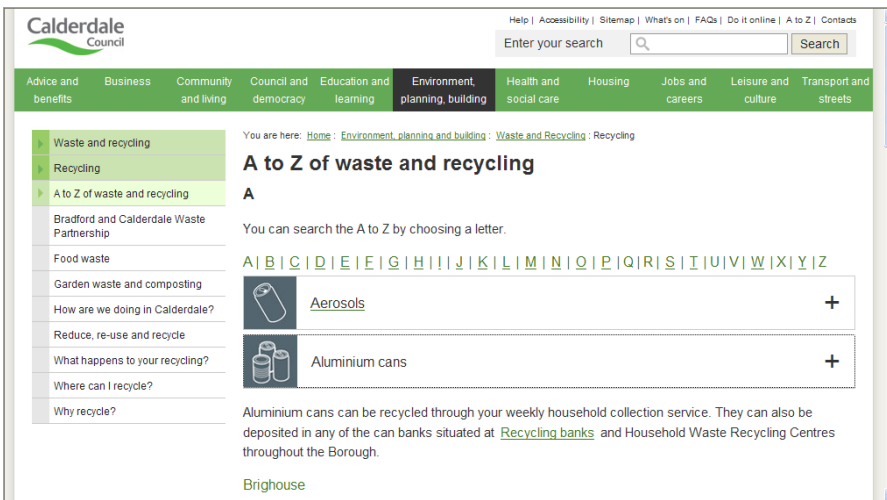 Calderdale
Council
Help | Accessibility | Sitemap | What's on | FAQs | Do it online | A to Z | Contacts
Enter your search
Search
Advice and benefits
Business
Community and living
Council and democracy
Education and learning
Environment, planning, building
Health and social care
Housing
Jobs and careers
Leisure and culture
Transport and streets
Waste and recycling
Recycling
A to Z of waste and recycling
Bradford and Calderdale Waste
Partnership
Food waste
Garden waste and composting
How are we doing in Calderdale?
Reduce, re-use and recycle
What happens to your recycling?
Where can I recycle?
Why recycle?
You are here: Home : Environment, planning and building : Waste and Recycling : Recycling
A to Z of waste and recycling
A
You can search the A to Z by choosing a letter.
A| B | C | D | E | F | G | H | I | J | K | L | M | N | O | P |Q|R| S | T |U|V| W |X| Y |Z
Aerosols +
Aluminium cans +
Aluminium cans can be recycled through your weekly household collection service. They can also be
deposited in any of the can banks situated at Recycling banks and Household Waste Recycling Centres
throughout the Borough.
Brighouse